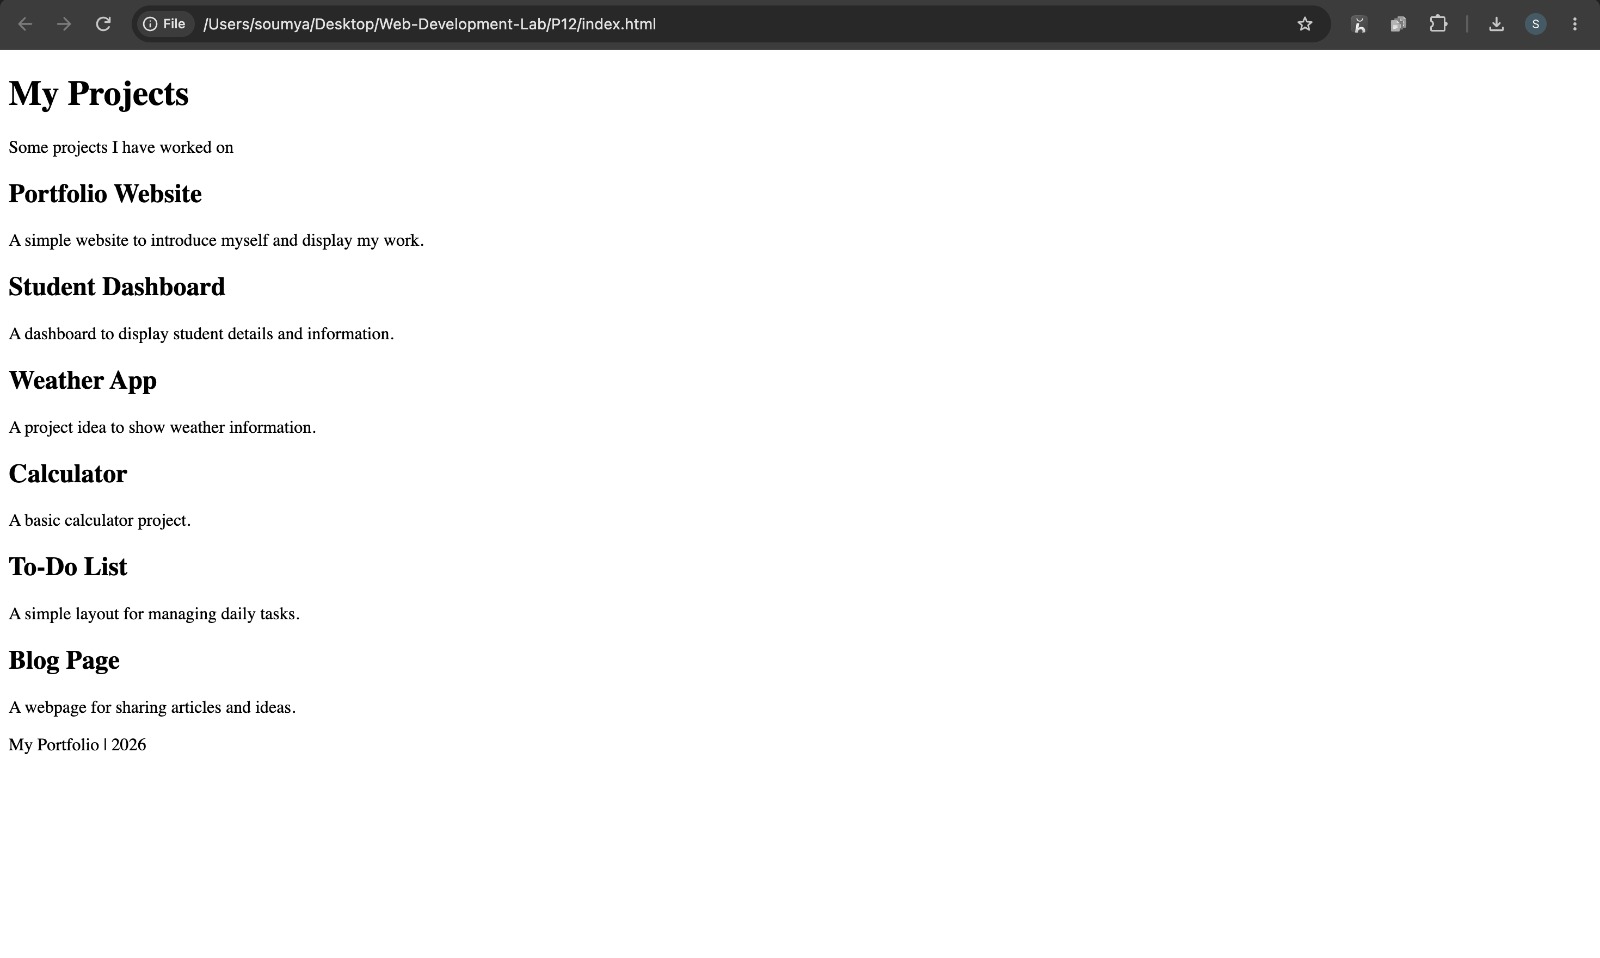 File /Users/soumya/Desktop/Web-Development-Lab/P12/index.html S
My Projects
Some projects I have worked on
Portfolio Website
A simple website to introduce myself and display my work.
Student Dashboard
A dashboard to display student details and information.
Weather App
A project idea to show weather information.
Calculator
A basic calculator project.
To-Do List
A simple layout for managing daily tasks.
Blog Page
A webpage for sharing articles and ideas.
My Portfolio | 2026